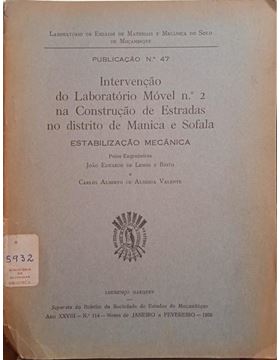 LABORATÓRIO DE ENSAIO DE MATERIAIS E MECÂNICA DO SOLO
DE MOÇAMBIQUE
PUBLICAÇÃO N.º 47
Intervenção
do Laboratório Móvel n.º 2
na Construção de Estradas
no distrito de Manica e Sofala
ESTABILIZAÇÃO MECÂNICA
Pelos Engenheiros
JOÃO EDUARDO DE LEMOS E BRITO
e
CARLOS ALBERTO DE ALMEIDA VALENTE
5932
LOURENÇO MARQUES
Separata do Boletim da Sociedade de Estudos de Moçambique
Ano XXVIII — N.º 114 — Meses de JANEIRO a FEVEREIRO —